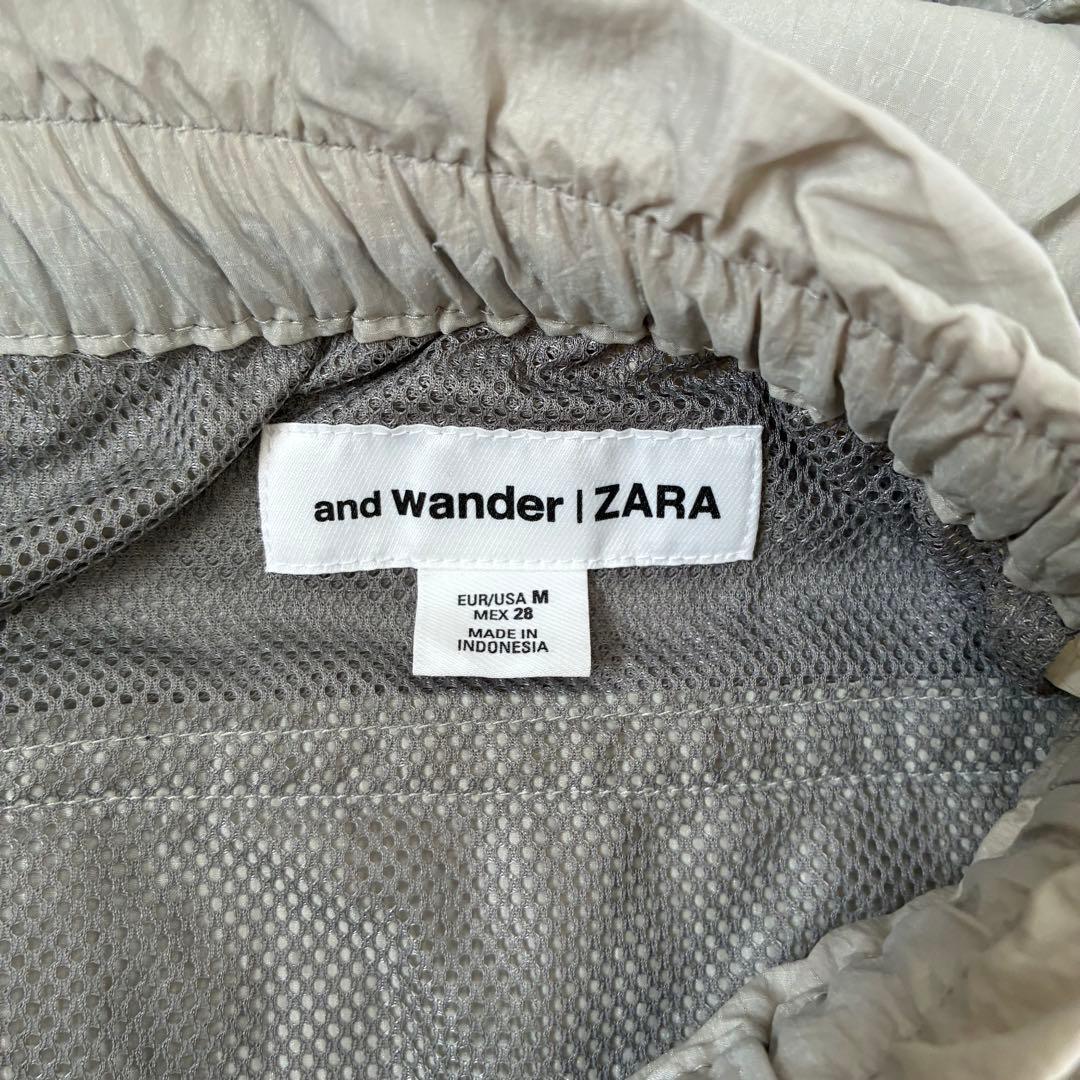 and wander | ZARA
EUR/USA M
MEX 28
MADE IN
INDONESIA